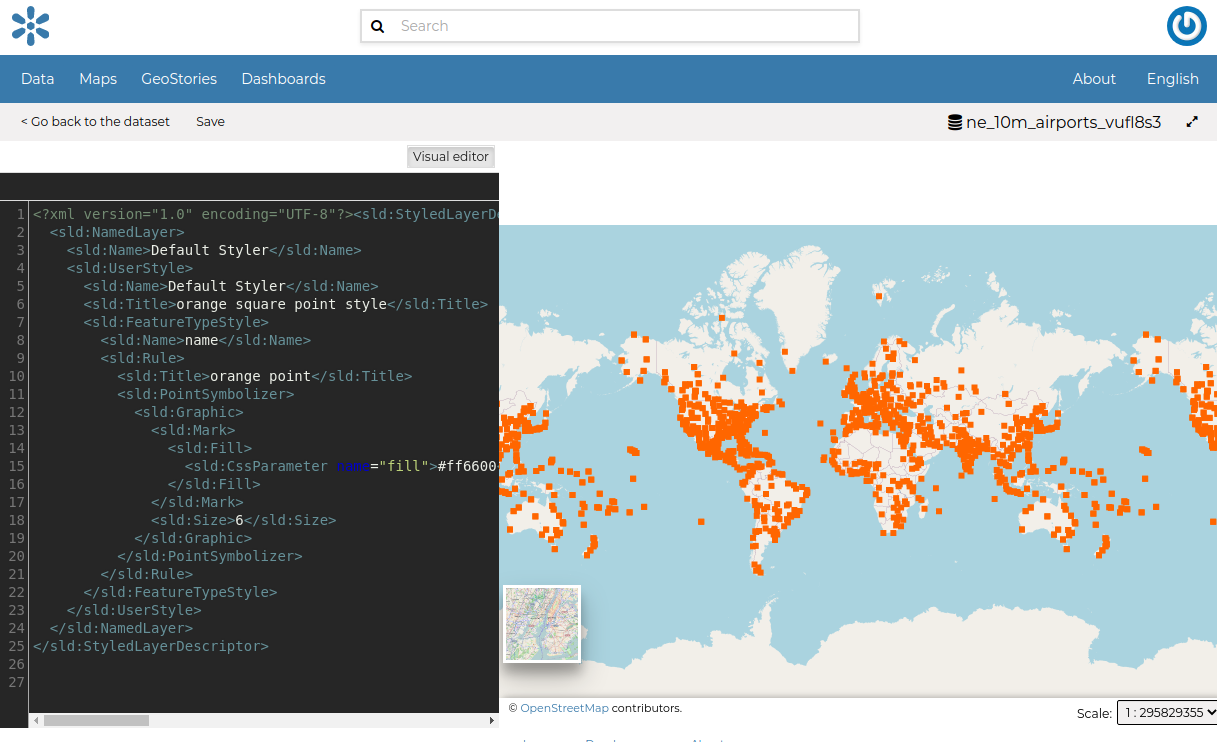 Search
Data Maps GeoStories Dashboards About English
< Go back to the dataset Save ne_10m_airports_vufl8s3
Visual editor
1 <?xml version="1.0" encoding="UTF-8"?><sld:StyledLayerDe
2 <sld:NamedLayer>
3 <sld:Name>Default Styler</sld:Name>
4 <sld:UserStyle>
5 <sld:Name>Default Styler</sld:Name>
6 <sld:Title>orange square point style</sld:Title>
7 <sld:FeatureTypeStyle>
8 <sld:Name>name</sld:Name>
9 <sld:Rule>
10 <sld:Title>orange point</sld:Title>
11 <sld:PointSymbolizer>
12 <sld:Graphic>
13 <sld:Mark>
14 <sld:Fill>
15 <sld:CssParameter name="fill">#ff6600<
16 </sld:Fill>
17 </sld:Mark>
18 <sld:Size>6</sld:Size>
19 </sld:Graphic>
20 </sld:PointSymbolizer>
21 </sld:Rule>
22 </sld:FeatureTypeStyle>
23 </sld:UserStyle>
24 </sld:NamedLayer>
25 </sld:StyledLayerDescriptor>
26
27
© OpenStreetMap contributors.
Scale: 1 : 295829355